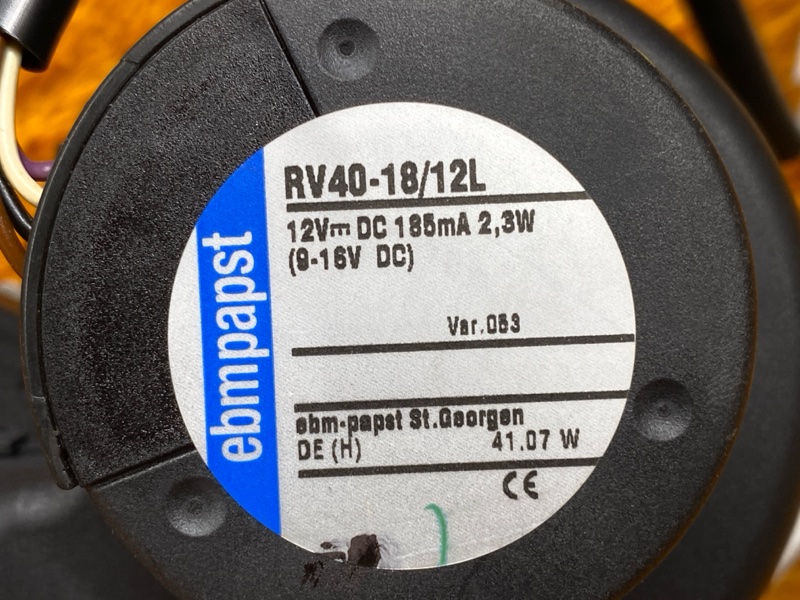 ebmpapst
RV40-18/12L
12V⎓ DC 185mA 2,3W
(9-16V DC)
Var.053
ebm-papst St.Georgen
DE (H) 41.07 W
CE